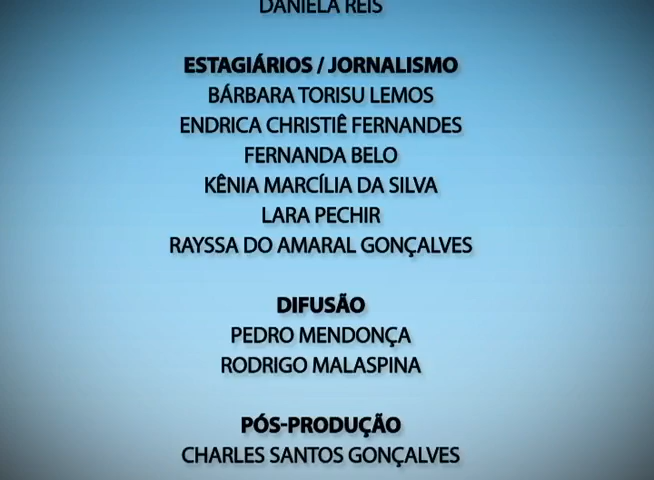 DANIELA REIS
ESTAGIÁRIOS / JORNALISMO
BÁRBARA TORISU LEMOS
ENDRICA CHRISTIÊ FERNANDES
FERNANDA BELO
KÊNIA MARCÍLIA DA SILVA
LARA PECHIR
RAYSSA DO AMARAL GONÇALVES
DIFUSÃO
PEDRO MENDONÇA
RODRIGO MALASPINA
PÓS-PRODUÇÃO
CHARLES SANTOS GONÇALVES